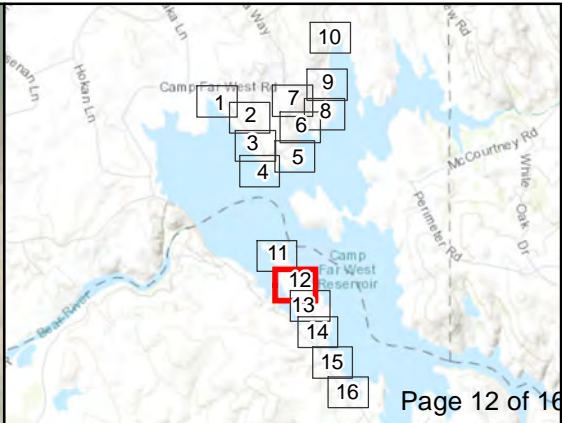 10
Hokan Ln
Camp Far West Rd
9
1
7
2
8
6
3
5
4
McCourtney Rd
White Oak Dr
Perimeter Rd
11
Camp
Far West
Reservoir
12
13
Bear River
14
15
16
Page 12 of 16